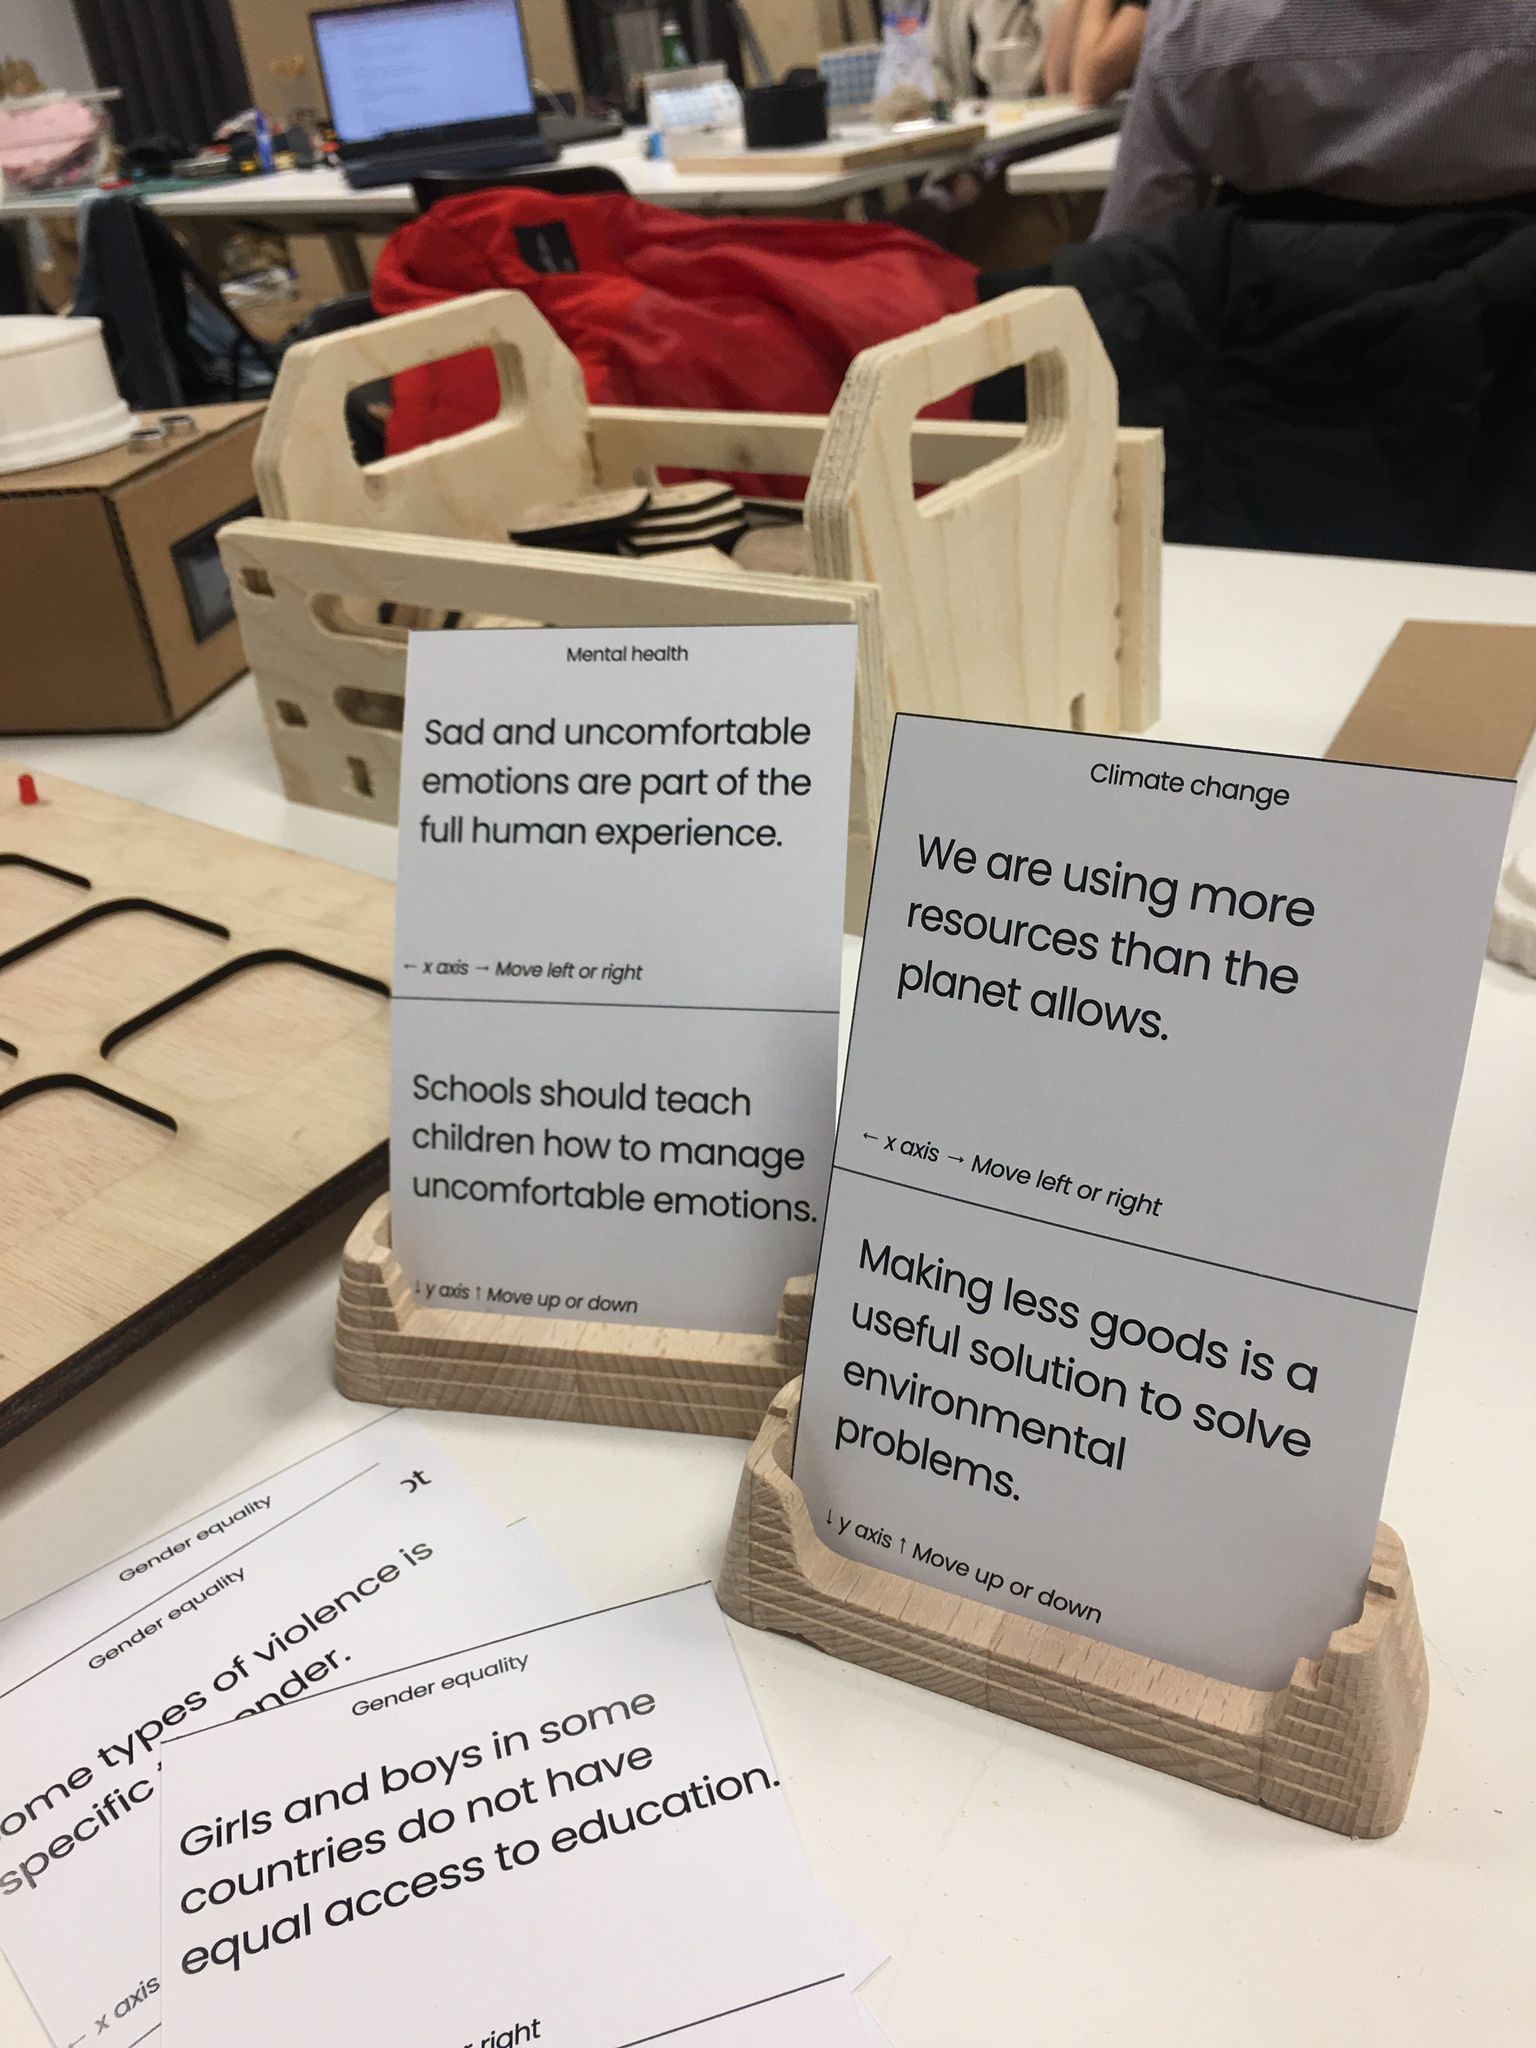 Mental health
Sad and uncomfortable
emotions are part of the
full human experience.
← x axis → Move left or right
Schools should teach
children how to manage
uncomfortable emotions.
↓ y axis ↑ Move up or down
Climate change
We are using more
resources than the
planet allows.
← x axis → Move left or right
Making less goods is a
useful solution to solve
environmental
problems.
↓ y axis ↑ Move up or down
Gender equality
Gender equality
types of violence is
specific
← x axis
Gender equality
Girls and boys in some
countries do not have
equal access to education.
right